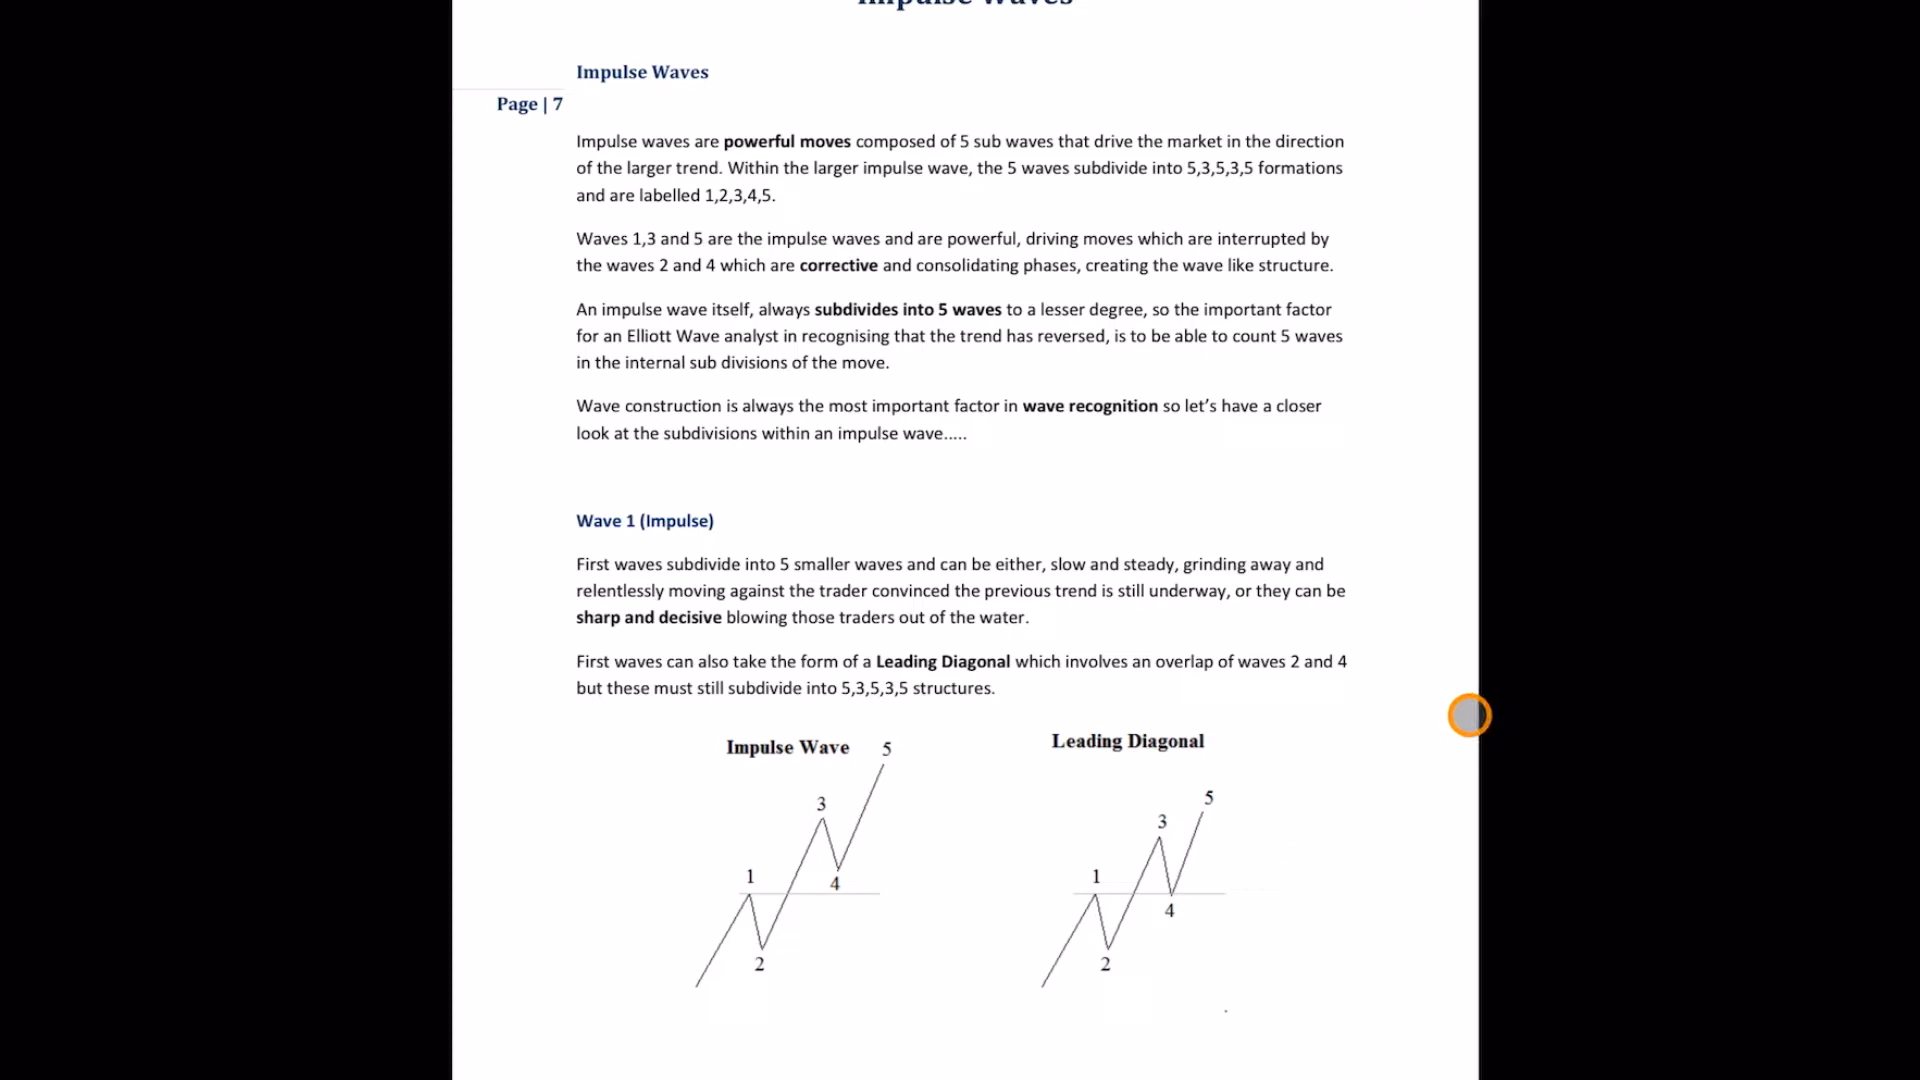 Impulse Waves
Impulse Waves
Page | 7
Impulse waves are powerful moves composed of 5 sub waves that drive the market in the direction
of the larger trend. Within the larger impulse wave, the 5 waves subdivide into 5,3,5,3,5 formations
and are labelled 1,2,3,4,5.
Waves 1,3 and 5 are the impulse waves and are powerful, driving moves which are interrupted by
the waves 2 and 4 which are corrective and consolidating phases, creating the wave like structure.
An impulse wave itself, always subdivides into 5 waves to a lesser degree, so the important factor
for an Elliott Wave analyst in recognising that the trend has reversed, is to be able to count 5 waves
in the internal sub divisions of the move.
Wave construction is always the most important factor in wave recognition so let’s have a closer
look at the subdivisions within an impulse wave.....
Wave 1 (Impulse)
First waves subdivide into 5 smaller waves and can be either, slow and steady, grinding away and
relentlessly moving against the trader convinced the previous trend is still underway, or they can be
sharp and decisive blowing those traders out of the water.
First waves can also take the form of a Leading Diagonal which involves an overlap of waves 2 and 4
but these must still subdivide into 5,3,5,3,5 structures.
Impulse Wave
5
3
1
4
2
Leading Diagonal
5
3
1
4
2